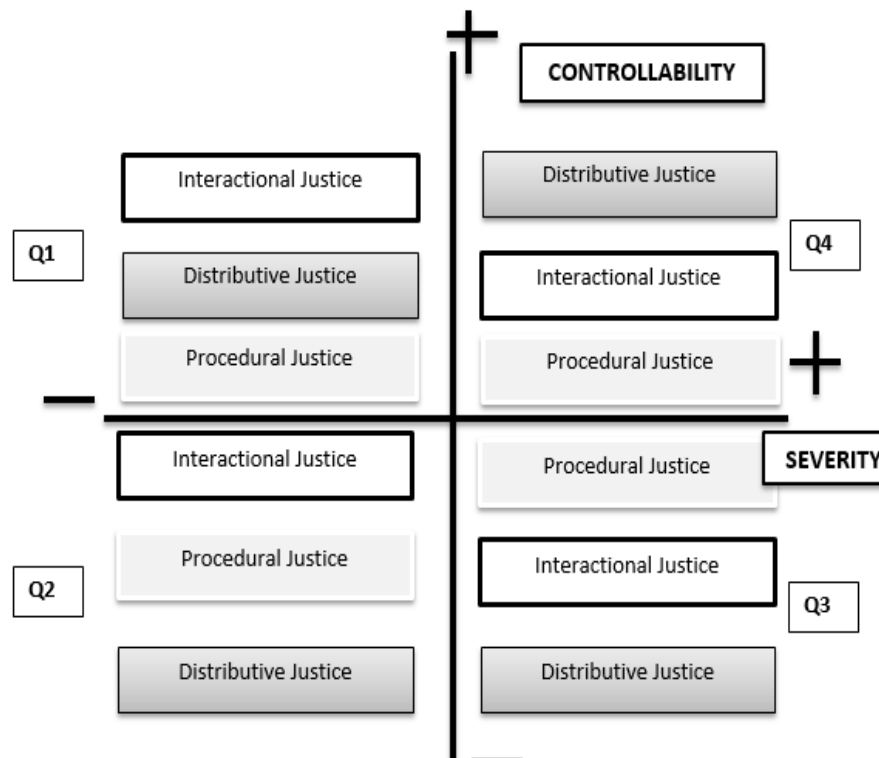 CONTROLLABILITY
Interactional Justice
Distributive Justice
Q1
Q4
Distributive Justice
Interactional Justice
Procedural Justice
Procedural Justice
Interactional Justice
Procedural Justice
SEVERITY
Procedural Justice
Interactional Justice
Q2
Q3
Distributive Justice
Distributive Justice